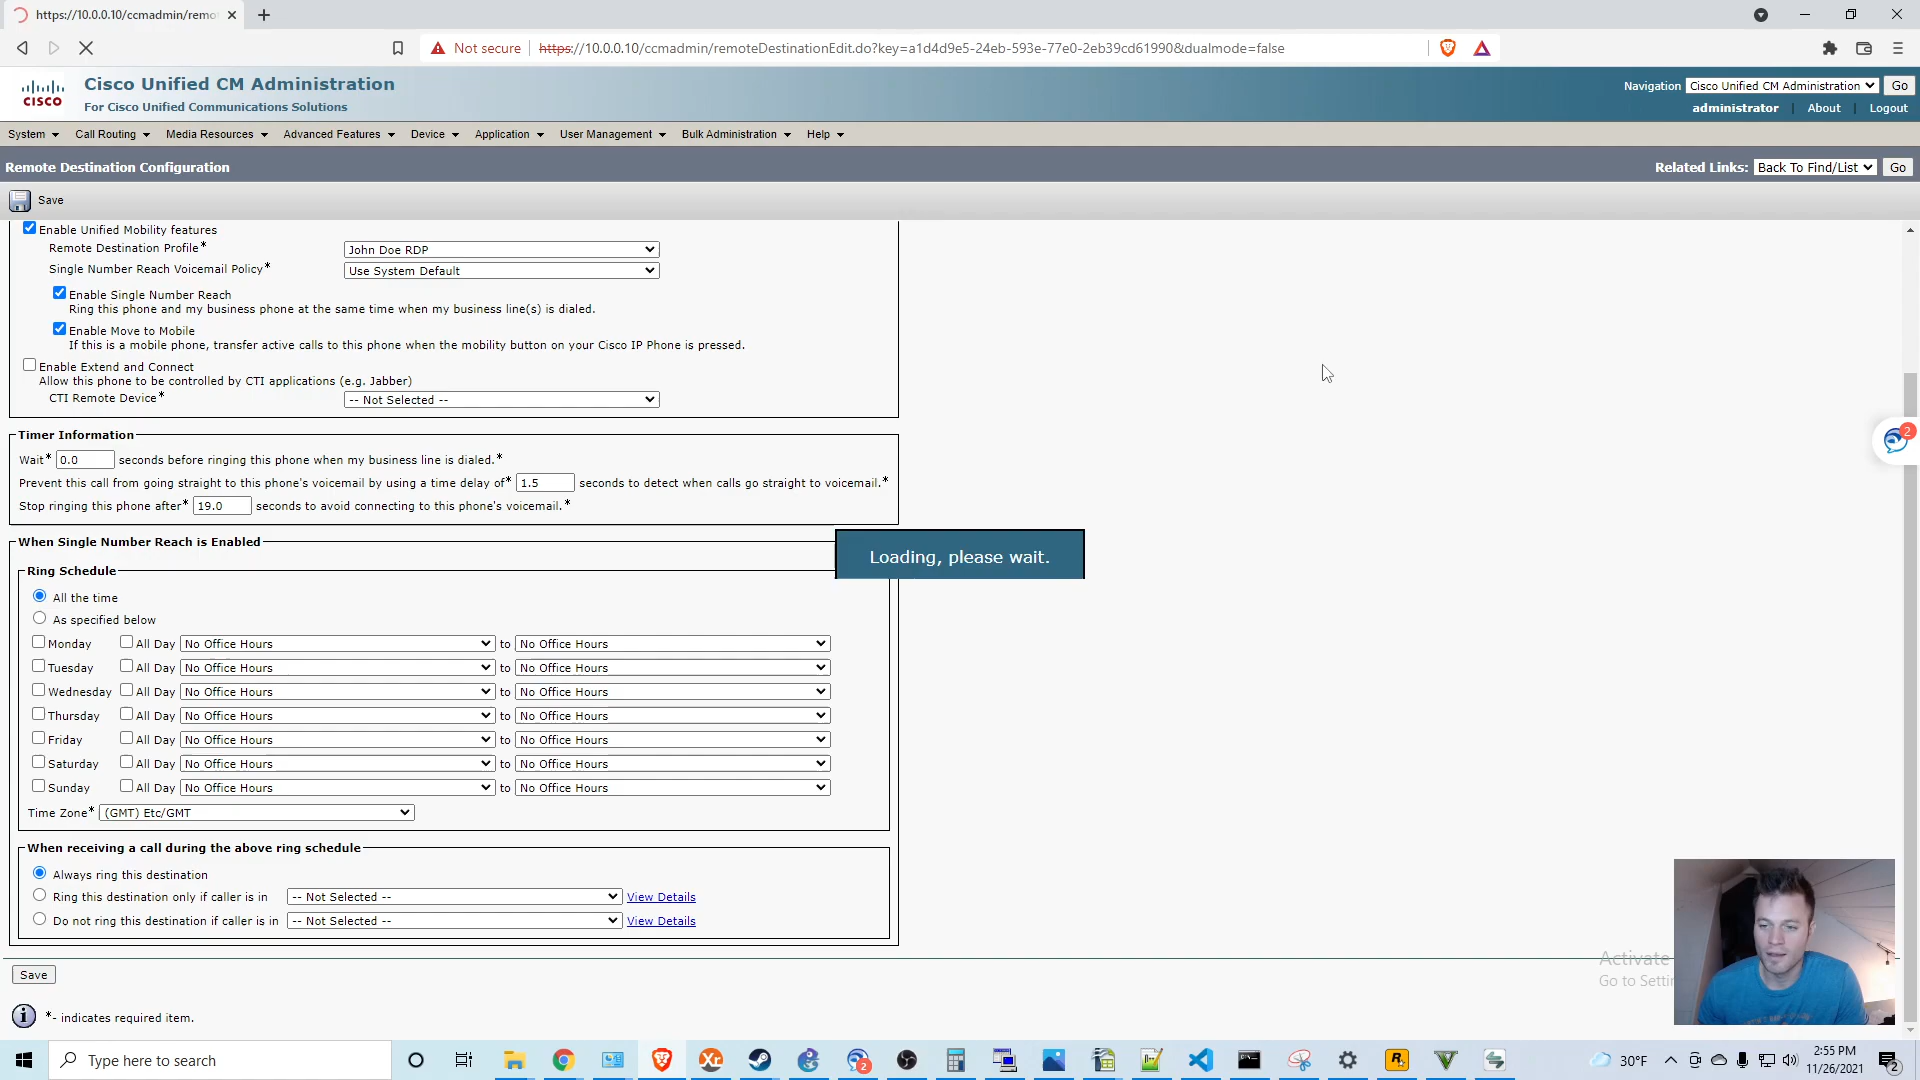 https://10.0.0.10/ccmadmin/remo
Not secure https://10.0.0.10/ccmadmin/remoteDestinationEdit.do?key=a1d4d9e5-24eb-593e-77e0-2eb39cd61990&dualmode=false
CISCO
Cisco Unified CM Administration
For Cisco Unified Communications Solutions
Navigation Cisco Unified CM Administration Go
administrator | About | Logout
System Call Routing Media Resources Advanced Features Device Application User Management Bulk Administration Help
Remote Destination Configuration
Related Links: Back To Find/List Go
Save
Enable Unified Mobility features
Remote Destination Profile* John Doe RDP
Single Number Reach Voicemail Policy* Use System Default
Enable Single Number Reach
Ring this phone and my business phone at the same time when my business line(s) is dialed.
Enable Move to Mobile
If this is a mobile phone, transfer active calls to this phone when the mobility button on your Cisco IP Phone is pressed.
Enable Extend and Connect
Allow this phone to be controlled by CTI applications (e.g. Jabber)
CTI Remote Device* -- Not Selected --
2
Timer Information
Wait* 0.0 seconds before ringing this phone when my business line is dialed.*
Prevent this call from going straight to this phone's voicemail by using a time delay of* 1.5 seconds to detect when calls go straight to voicemail.*
Stop ringing this phone after* 19.0 seconds to avoid connecting to this phone's voicemail.*
When Single Number Reach is Enabled
Loading, please wait.
Ring Schedule
All the time
As specified below
Monday All Day No Office Hours to No Office Hours
Tuesday All Day No Office Hours to No Office Hours
Wednesday All Day No Office Hours to No Office Hours
Thursday All Day No Office Hours to No Office Hours
Friday All Day No Office Hours to No Office Hours
Saturday All Day No Office Hours to No Office Hours
Sunday All Day No Office Hours to No Office Hours
Time Zone* (GMT) Etc/GMT
When receiving a call during the above ring schedule
Always ring this destination
Ring this destination only if caller is in -- Not Selected -- View Details
Do not ring this destination if caller is in -- Not Selected -- View Details
Activate
Go to Setti
Save
*- indicates required item.
Type here to search
Xr
2
R
30°F
2:55 PM
11/26/2021
2